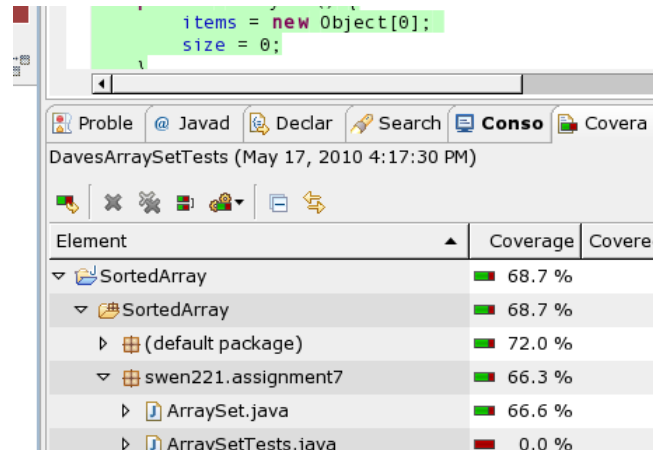 items = new Object[0];
size = 0;
}
Proble @ Javad Declar Search Conso Covera
DavesArraySetTests (May 17, 2010 4:17:30 PM)
Element Coverage Covere
SortedArray 68.7 %
SortedArray 68.7 %
(default package) 72.0 %
swen221.assignment7 66.3 %
ArraySet.java 66.6 %
ArraySetTests.java 0.0 %